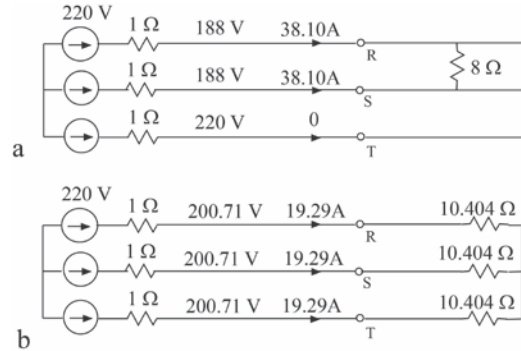 220 V
1 Ω 188 V 38.10A
R
1 Ω 188 V 38.10A 8 Ω
S
1 Ω 220 V 0
a T
220 V
1 Ω 200.71 V 19.29A 10.404 Ω
R
1 Ω 200.71 V 19.29A 10.404 Ω
S
1 Ω 200.71 V 19.29A 10.404 Ω
b T